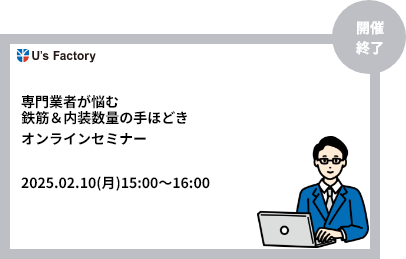 開催
終了
U's Factory
専門業者が悩む
鉄筋＆内装数量の手ほどき
オンラインセミナー
2025.02.10(月)15:00～16:00